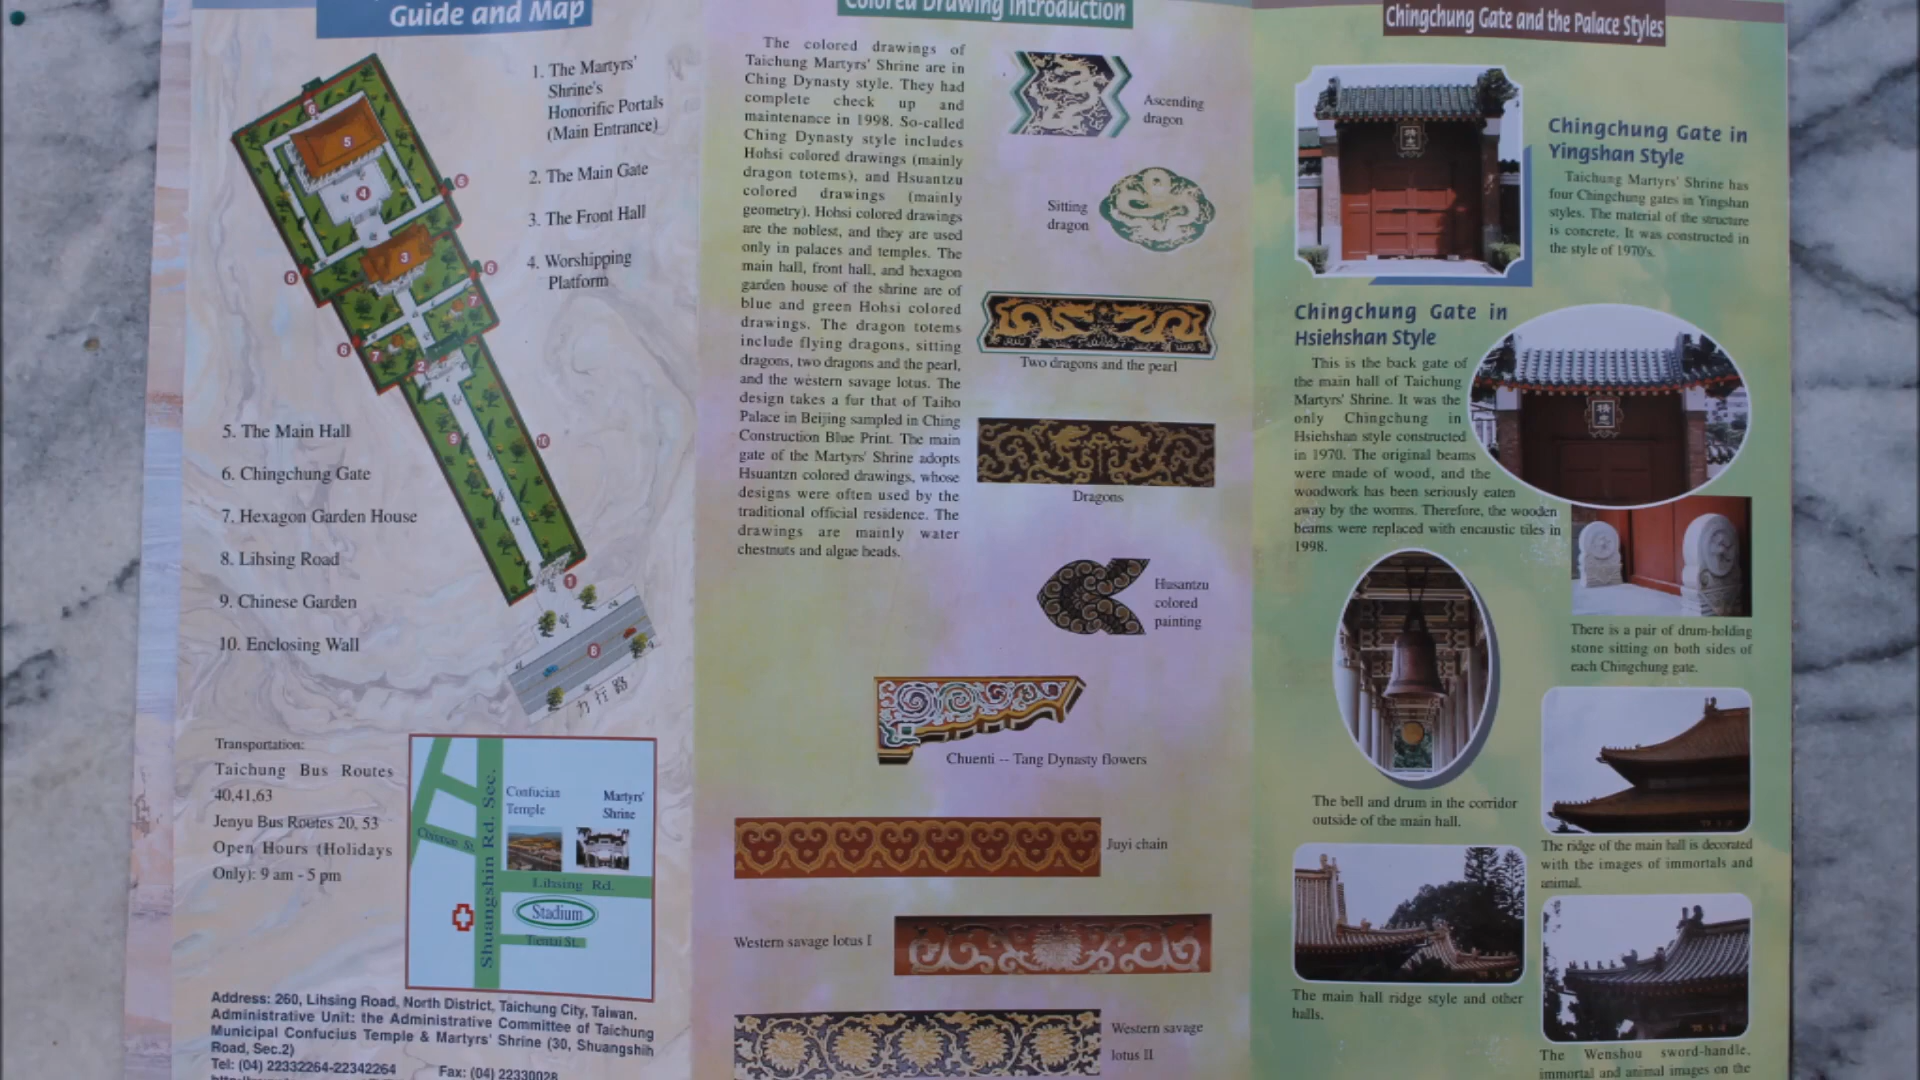 Guide and Map
1. The Martyrs'
Shrine's
Honorific Portals
(Main Entrance)
2. The Main Gate
3. The Front Hall
4. Worshipping
Platform
5. The Main Hall
6. Chingchung Gate
7. Hexagon Garden House
8. Lihsing Road
9. Chinese Garden
10. Enclosing Wall
6
5
4
6
3
6
6
7
6
7
2
9
10
1
8
力行路
Transportation:
Taichung Bus Routes
40,41,63
Jenyu Bus Routes 20, 53
Open Hours (Holidays
Only): 9 am - 5 pm
Confucian
Temple
Martyrs'
Shrine
Shuangshin Rd. Sec.
Lihsing Rd.
Stadium
Tientai St.
Address: 260, Lihsing Road, North District, Taichung City, Taiwan.
Administrative Unit: the Administrative Committee of Taichung
Municipal Confucius Temple & Martyrs' Shrine (30, Shuangshih
Road, Sec.2)
Tel: (04) 22332264-22342264 Fax: (04) 22330028
Colored Drawing Introduction
The colored drawings of
Taichung Martyrs' Shrine are in
Ching Dynasty style. They had
complete check up and
maintenance in 1998. So-called
Ching Dynasty style includes
Hohsi colored drawings (mainly
dragon totems), and Hsuantzu
colored drawings (mainly
geometry). Hohsi colored drawings
are the noblest, and they are used
only in palaces and temples. The
main hall, front hall, and hexagon
garden house of the shrine are of
blue and green Hohsi colored
drawings. The dragon totems
include flying dragons, sitting
dragons, two dragons and the pearl,
and the western savage lotus. The
design takes a fur that of Taiho
Palace in Beijing sampled in Ching
Construction Blue Print. The main
gate of the Martyrs' Shrine adopts
Hsuantzn colored drawings, whose
designs were often used by the
traditional official residence. The
drawings are mainly water
chestnuts and algae heads.
Ascending
dragon
Sitting
dragon
Two dragons and the pearl
Dragons
Husantzu
colored
painting
Chuenti -- Tang Dynasty flowers
Juyi chain
Western savage lotus I
Western savage
lotus II
Chingchung Gate and the Palace Styles
Chingchung Gate in
Yingshan Style
Taichung Martyrs' Shrine has
four Chingchung gates in Yingshan
styles. The material of the structure
is concrete. It was constructed in
the style of 1970's.
Chingchung Gate in
Hsiehshan Style
This is the back gate of
the main hall of Taichung
Martyrs' Shrine. It was the
only Chingchung in
Hsiehshan style constructed
in 1970. The original beams
were made of wood, and the
woodwork has been seriously eaten
away by the worms. Therefore, the wooden
beams were replaced with encaustic tiles in
1998.
There is a pair of drum-holding
stone sitting on both sides of
each Chingchung gate.
The bell and drum in the corridor
outside of the main hall.
The ridge of the main hall is decorated
with the images of immortals and
animal.
The main hall ridge style and other
halls.
The Wenshou sword-handle,
immortal and animal images on the